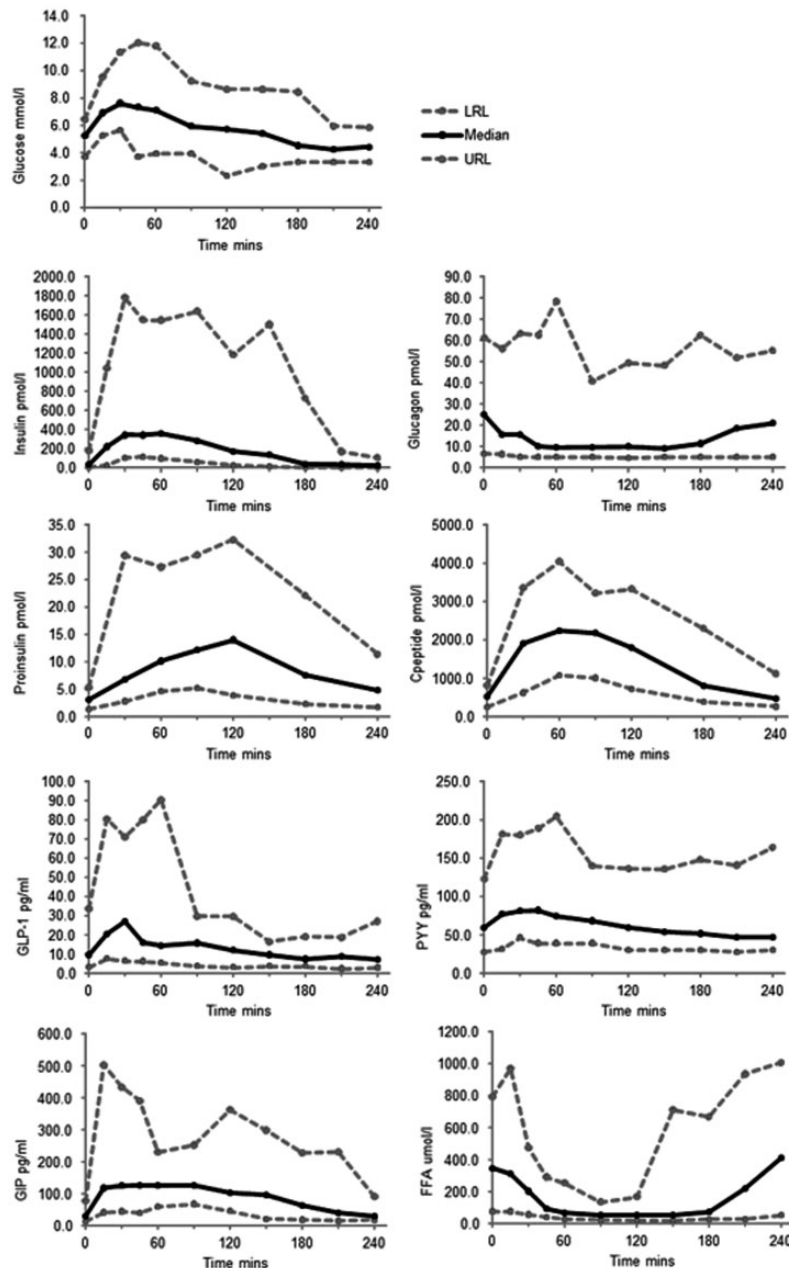 14.0
12.0
10.0
8.0
6.0
4.0
2.0
0.0
Glucose mmol/l
0 60 120 180 240
Time mins
LRL
Median
URL
2000.0
1800.0
1600.0
1400.0
1200.0
1000.0
800.0
600.0
400.0
200.0
0.0
Insulin pmol/l
0 60 120 180 240
Time mins
90.0
80.0
70.0
60.0
50.0
40.0
30.0
20.0
10.0
0.0
Glucagon pmol/l
0 60 120 180 240
Time mins
35.0
30.0
25.0
20.0
15.0
10.0
5.0
0.0
Proinsulin pmol/l
0 60 120 180 240
Time mins
5000.0
4000.0
3000.0
2000.0
1000.0
0.0
Cpeptide pmol/l
0 60 120 180 240
Time mins
100.0
90.0
80.0
70.0
60.0
50.0
40.0
30.0
20.0
10.0
0.0
GLP-1 pg/ml
0 60 120 180 240
Time mins
250.0
200.0
150.0
100.0
50.0
0.0
PYY pg/ml
0 60 120 180 240
Time mins
600.0
500.0
400.0
300.0
200.0
100.0
0.0
GIP pg/ml
0 60 120 180 240
Time mins
1200.0
1000.0
800.0
600.0
400.0
200.0
0.0
FFA umol/l
0 60 120 180 240
Time mins